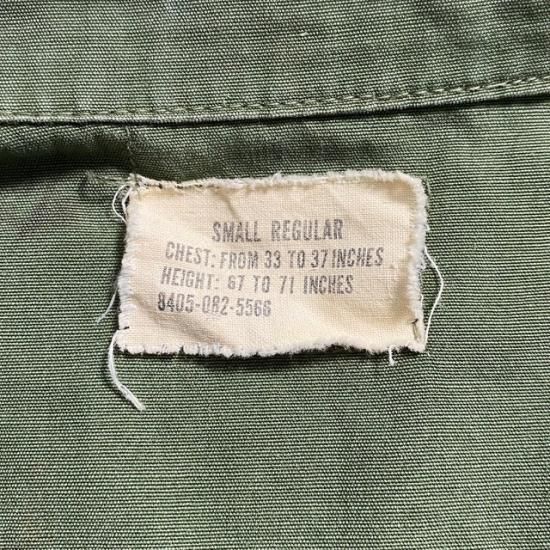 SMALL REGULAR
CHEST: FROM 33 TO 37 INCHES
HEIGHT: 67 TO 71 INCHES
8405-082-5566